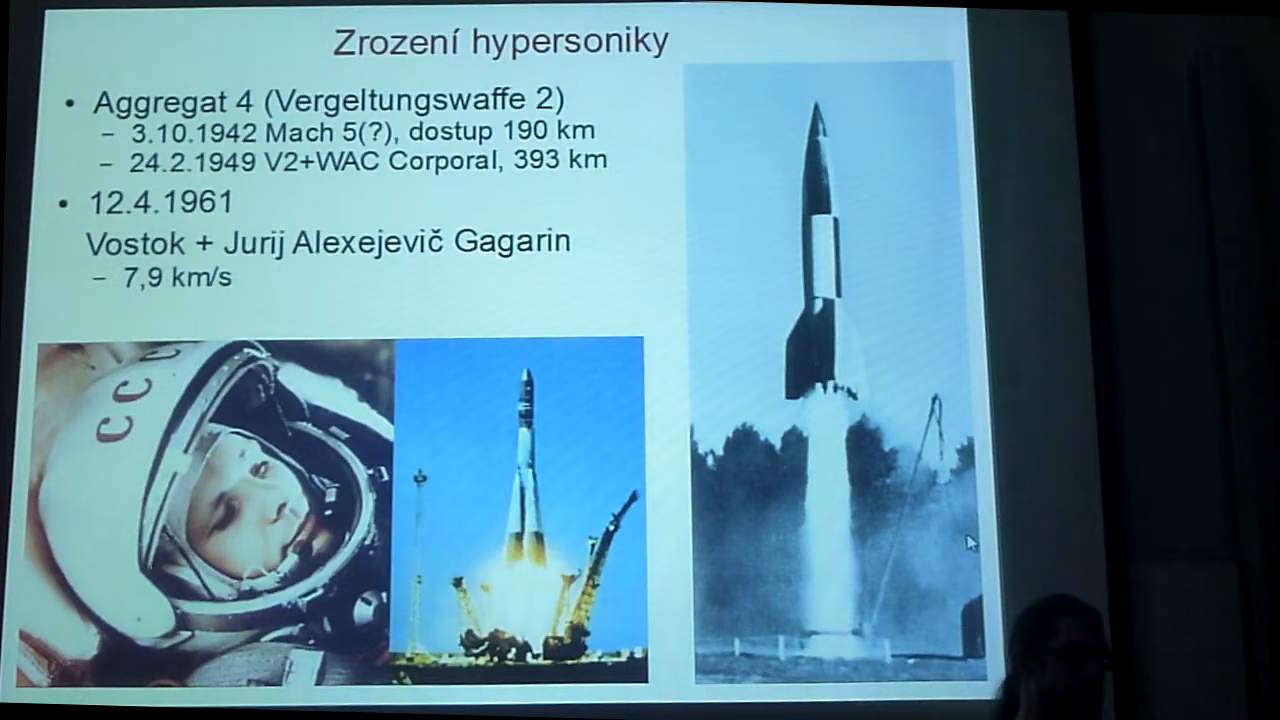 Zrození hypersoniky
• Aggregat 4 (Vergeltungswaffe 2)
– 3.10.1942 Mach 5(?), dostup 190 km
– 24.2.1949 V2+WAC Corporal, 393 km
• 12.4.1961
Vostok + Jurij Alexejevič Gagarin
– 7,9 km/s
CCC